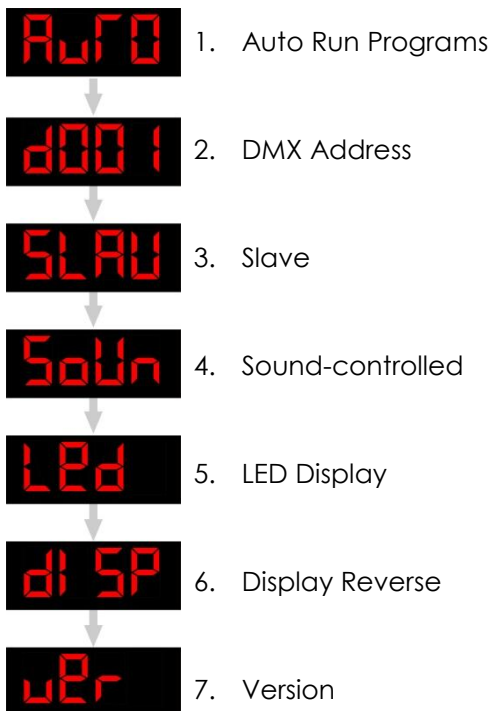 AuTO 1. Auto Run Programs
d001 2. DMX Address
SLAU 3. Slave
SoUn 4. Sound-controlled
LEd 5. LED Display
diSP 6. Display Reverse
uEr 7. Version